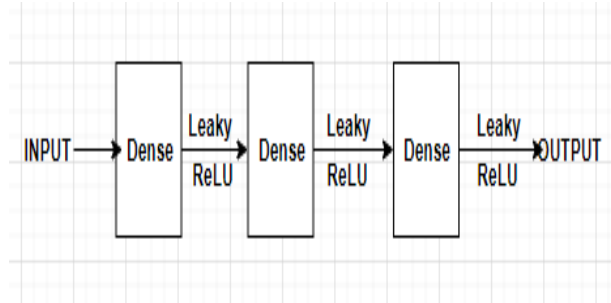 INPUT
Dense
Leaky
ReLU
Dense
Leaky
ReLU
Dense
Leaky
ReLU
OUTPUT